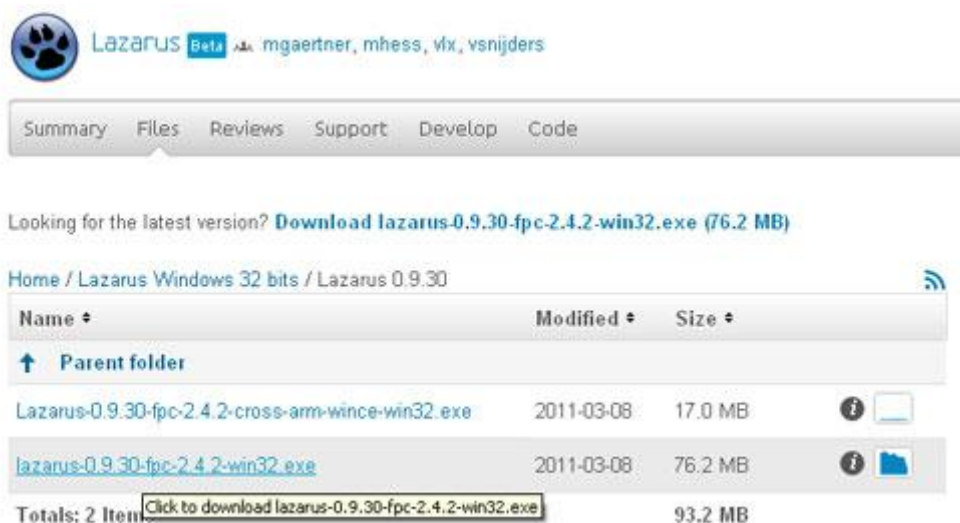 Lazarus Beta mgaertner, mhess, vlx, vsnijders
Summary Files Reviews Support Develop Code
Looking for the latest version? Download lazarus-0.9.30-fpc-2.4.2-win32.exe (76.2 MB)
Home / Lazarus Windows 32 bits / Lazarus 0.9.30
Name Modified Size
Parent folder
Lazarus-0.9.30-fpc-2.4.2-cross-arm-wince-win32.exe 2011-03-08 17.0 MB i
lazarus-0.9.30-fpc-2.4.2-win32.exe 2011-03-08 76.2 MB i
Click to download lazarus-0.9.30-fpc-2.4.2-win32.exe
Totals: 2 Item 93.2 MB